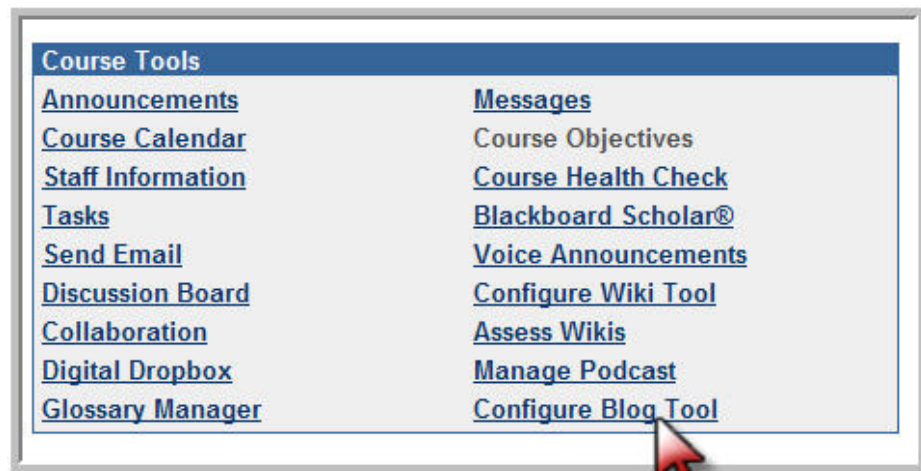 Course Tools
Announcements
Course Calendar
Staff Information
Tasks
Send Email
Discussion Board
Collaboration
Digital Dropbox
Glossary Manager
Messages
Course Objectives
Course Health Check
Blackboard Scholar®
Voice Announcements
Configure Wiki Tool
Assess Wikis
Manage Podcast
Configure Blog Tool